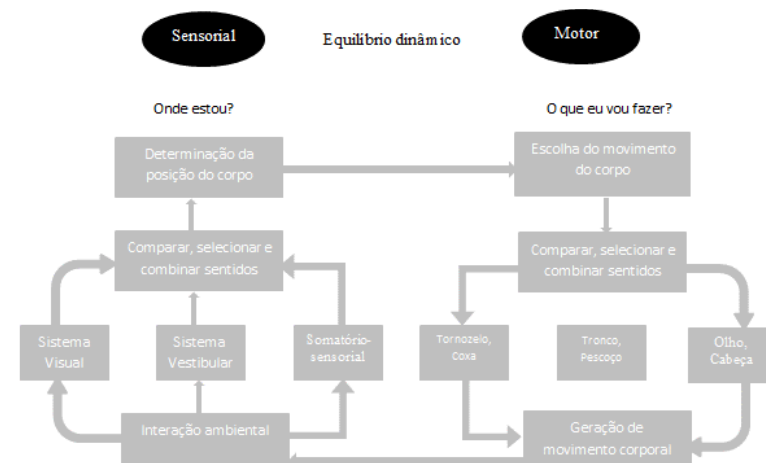 Sensorial
Equilibrio dinâmico
Motor
Onde estou?
O que eu vou fazer?
Determinação da
posição do corpo
Escolha do movimento
do corpo
Comparar, selecionar e
combinar sentidos
Comparar, selecionar e
combinar sentidos
Sistema
Visual
Sistema
Vestibular
Somatório-
sensorial
Tornozelo,
Coxa
Tronco,
Pescoço
Olho,
Cabeça
Interação ambiental
Geração de
movimento corporal